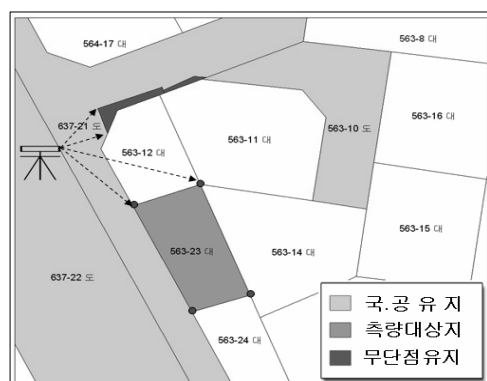 564-17 대
563-8 대
637-21 도
563-10 도
563-16 대
563-11 대
563-12 대
563-23 대
563-14 대
563-15 대
637-22 도
563-24 대
국.공 유 지
측량대상지
무단점유지